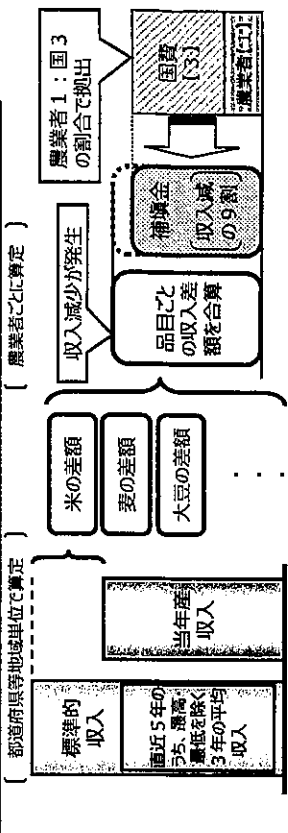 〔都道府県等地域単位で算定〕
標準的
収入
直近５年の
うち、最高・
最低を除く
３年の平均
収入
当年産
収入
米の差額
麦の差額
大豆の差額
・・・
〔農業者ごとに算定〕
収入減少が発生
品目ごと
の収入差
額を合算
補填金
収入減
の９割
農業者１：国３
の割合で拠出
国費
【３】
農業者【１】